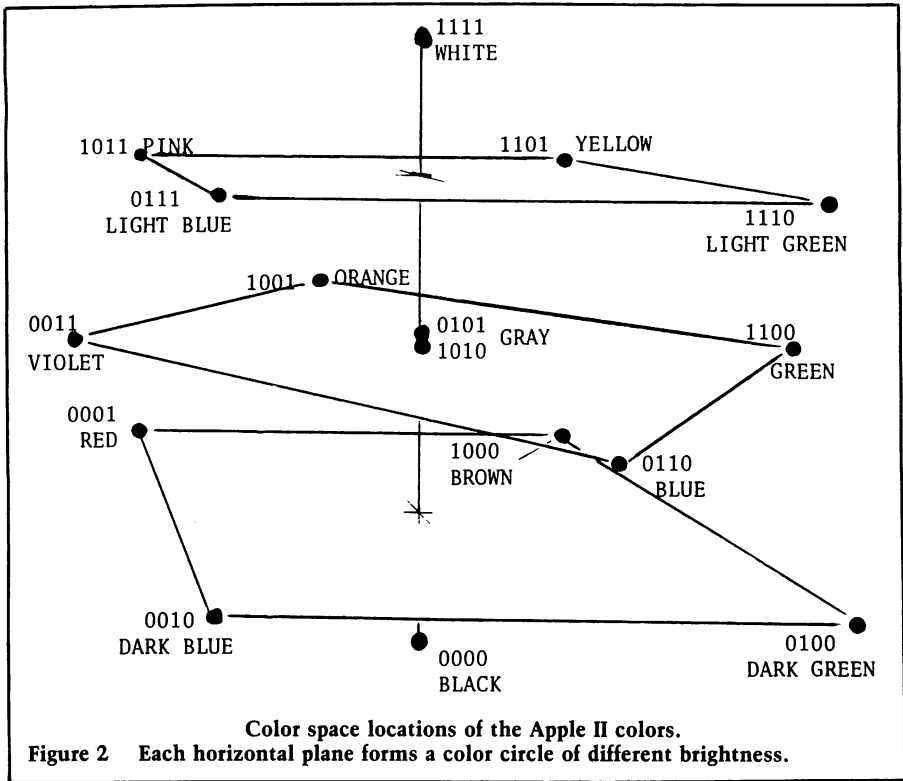 1111
WHITE
1011 PINK
1101 YELLOW
0111
LIGHT BLUE
1110
LIGHT GREEN
1001 ORANGE
0011
VIOLET
0101
GRAY
1010
1100
GREEN
0001
RED
1000
BROWN
0110
BLUE
0010
DARK BLUE
0000
BLACK
0100
DARK GREEN
Color space locations of the Apple II colors.
Figure 2 Each horizontal plane forms a color circle of different brightness.